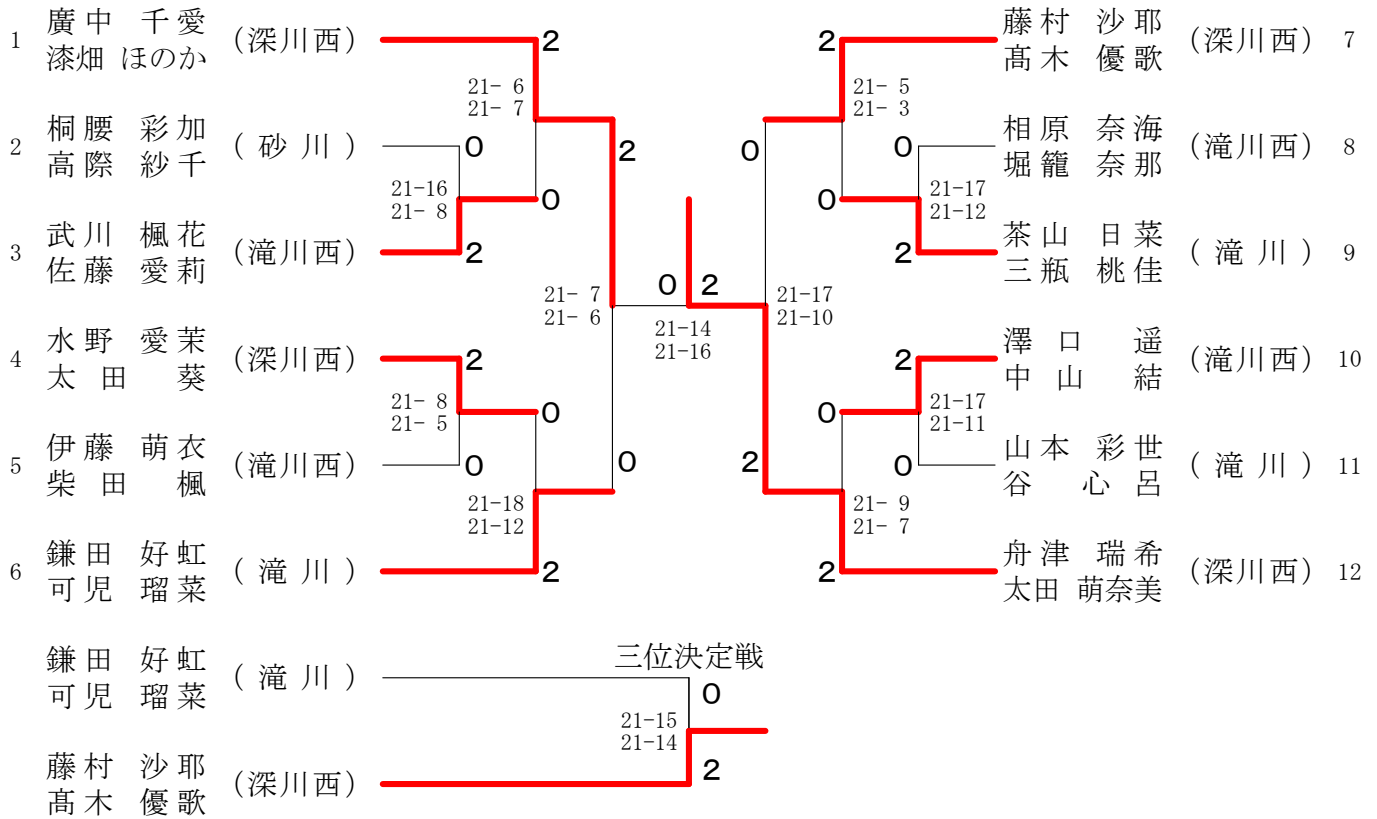 1 廣中 千愛 (深川西)
漆畑 ほのか
2
21- 6
21- 7
2 桐腰 彩加 (砂川)
高際 紗千
0
2
21-16
21- 8
0
3 武川 楓花 (滝川西)
佐藤 愛莉
2
21- 7
21- 6
4 水野 愛茉 (深川西)
太田 葵
2
21- 8
21- 5
0
5 伊藤 萌衣 (滝川西)
柴田 楓
0
0
21-18
21-12
6 鎌田 好虹 (滝川)
可児 瑠菜
2
0 2
21-14
21-16
藤村 沙耶 (深川西) 7
髙木 優歌
2
21- 5
21- 3
相原 奈海 (滝川西) 8
堀籠 奈那
0
0
21-17
21-12
0
茶山 日菜 (滝川) 9
三瓶 桃佳
2
21-17
21-10
澤口 遥 (滝川西) 10
中山 結
2
21-17
21-11
0
山本 彩世 (滝川) 11
谷 心呂
0
2
21- 9
21- 7
舟津 瑞希 (深川西) 12
太田 萌奈美
2
三位決定戦
鎌田 好虹 (滝川)
可児 瑠菜
0
21-15
21-14
藤村 沙耶 (深川西)
髙木 優歌
2